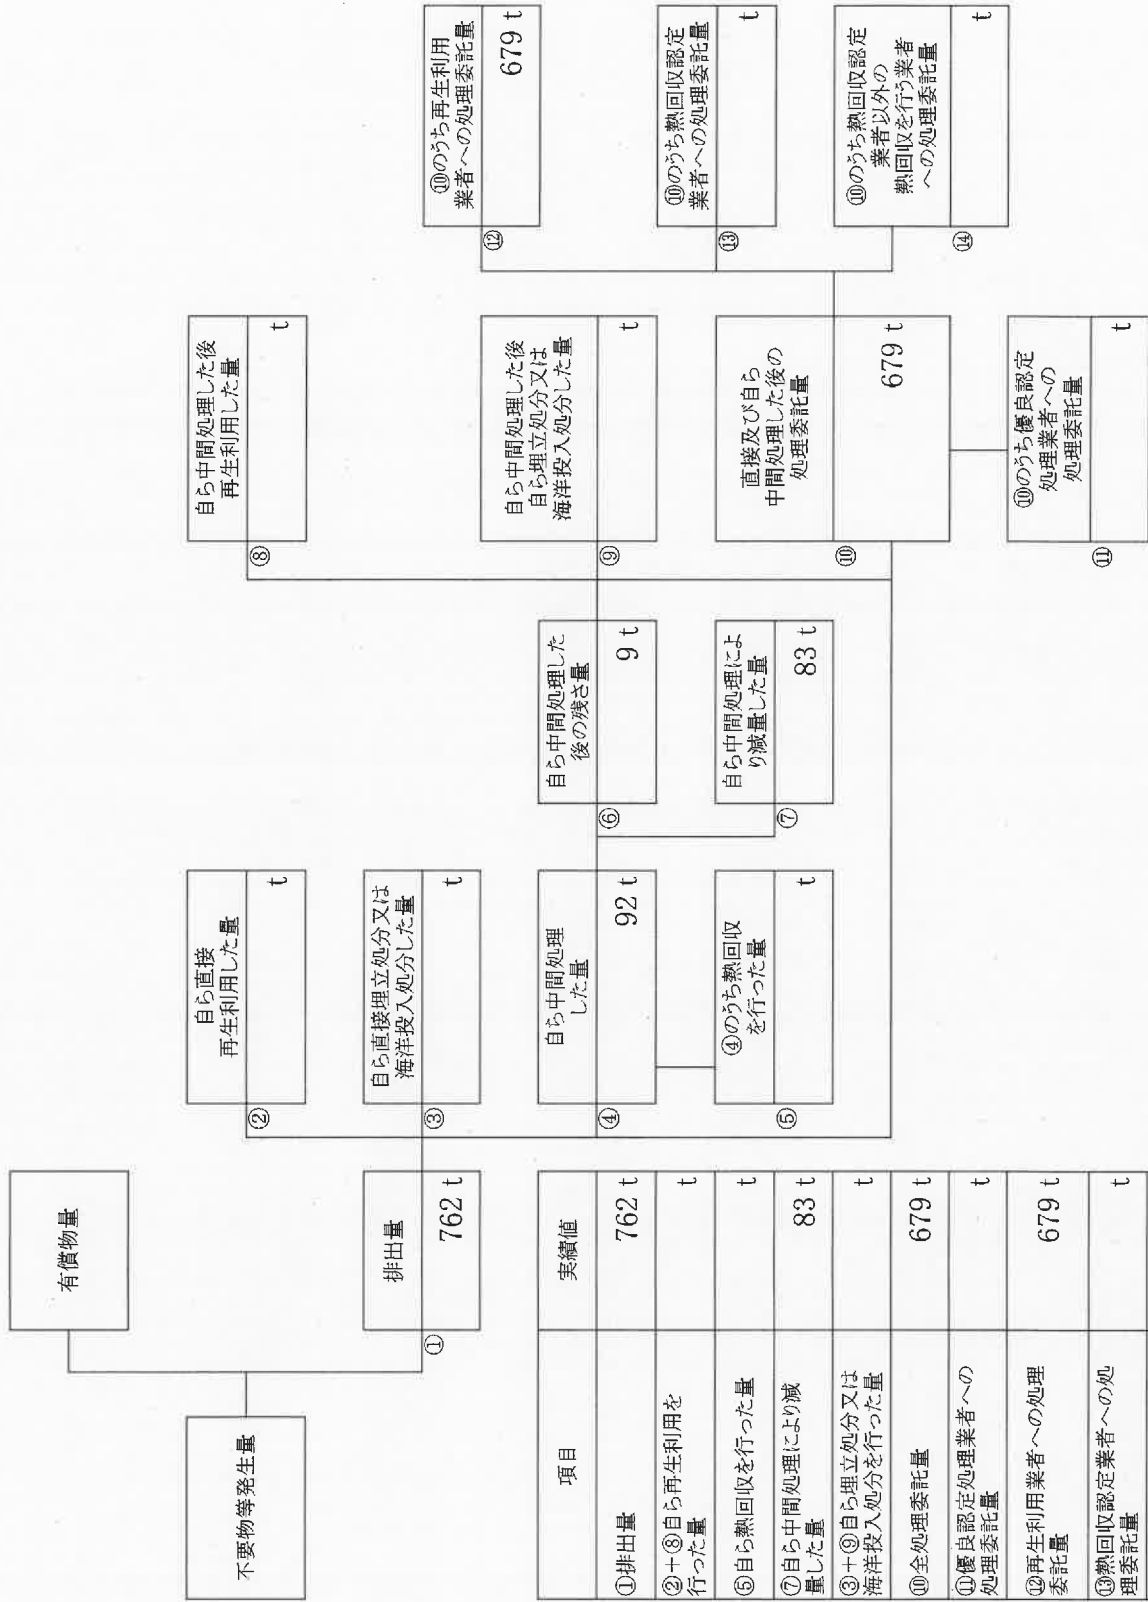 不要物等発生量
有償物量
排出量
①
762 t
自ら直接
再生利用した量
②
t
自ら直接埋立処分又は
海洋投入処分した量
③
t
自ら中間処理
した量
④
92 t
④のうち熱回収
を行った量
⑤
t
自ら中間処理した
後の残さ量
⑥
9 t
自ら中間処理によ
り減量した量
⑦
83 t
自ら中間処理した後
再生利用した量
⑧
t
自ら中間処理した後
自ら埋立処分又は
海洋投入処分した量
⑨
t
直接及び自ら
中間処理した後の
処理委託量
⑩
679 t
⑩のうち優良認定
処理業者への
処理委託量
⑪
t
⑩のうち再生利用
業者への処理委託量
⑫
679 t
⑩のうち熱回収認定
業者への処理委託量
⑬
t
⑩のうち熱回収認定
業者以外の
熱回収を行う業者
への処理委託量
⑭
t
項目
実績値
①排出量
762 t
②＋⑧自ら再生利用を
行った量
t
⑤自ら熱回収を行った量
t
⑦自ら中間処理により減
量した量
83 t
③＋⑨自ら埋立処分又は
海洋投入処分を行った量
t
⑩全処理委託量
679 t
⑪優良認定処理業者への
処理委託量
t
⑫再生利用業者への処理
委託量
679 t
⑬熱回収認定業者への処
理委託量
t